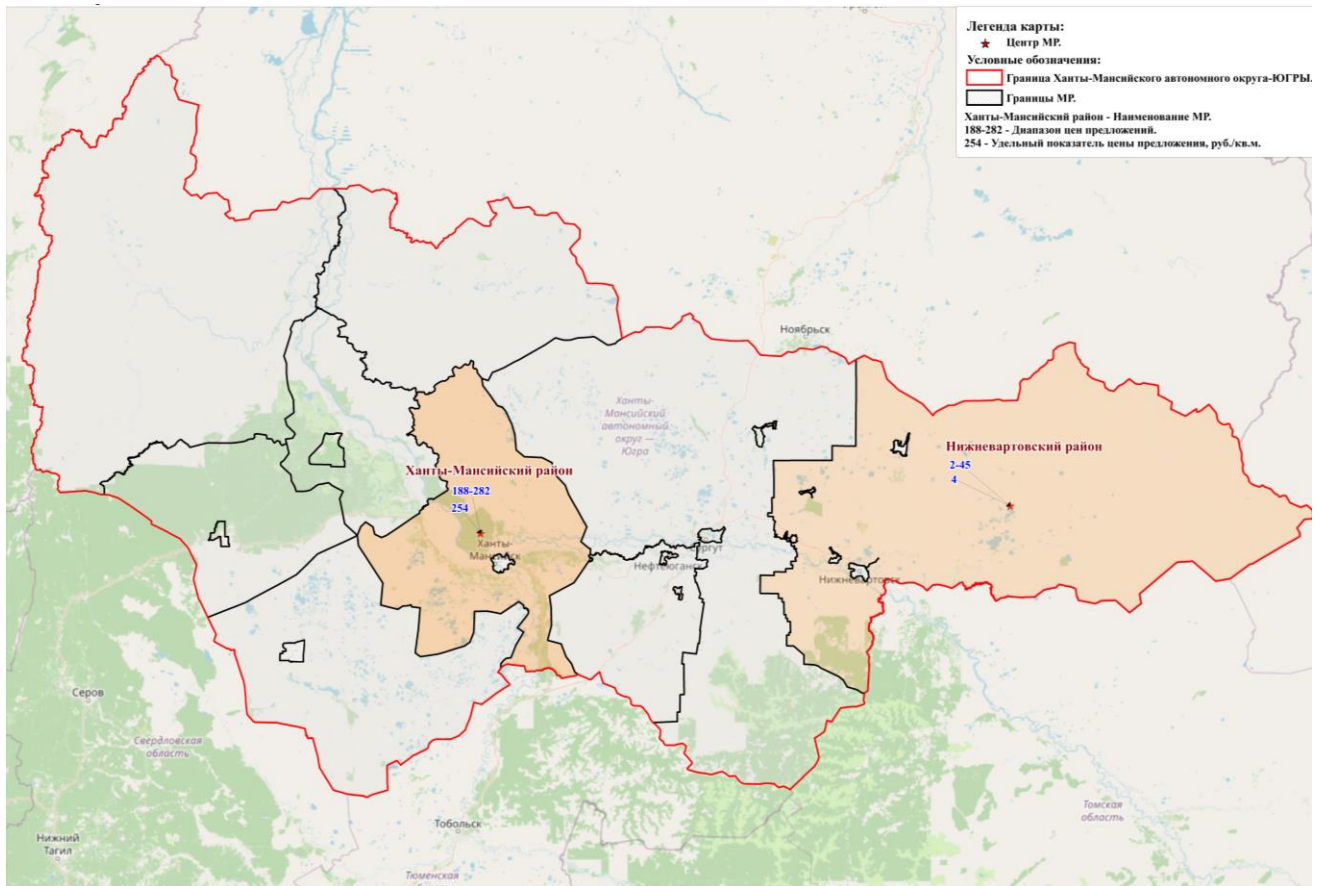 Легенда карты:
Центр МР.
Условные обозначения:
Граница Ханты-Мансийского автономного округа-ЮГРЫ.
Границы МР.
Ханты-Мансийский район - Наименование МР.
188-282 - Диапазон цен предложений.
254 - Удельный показатель цены предложения, руб./кв.м.
Ноябрьск
Ханты-
Мансийский
автономный
округ —
Югра
Нижневартовский район
2-45
4
Ханты-Мансийский район
188-282
254
Ханты-
Нефтеюганск
Нижневартовск
Серов
Свердловская
область
Томская
область
Тобольск
Нижний
Тагил
Тюменская